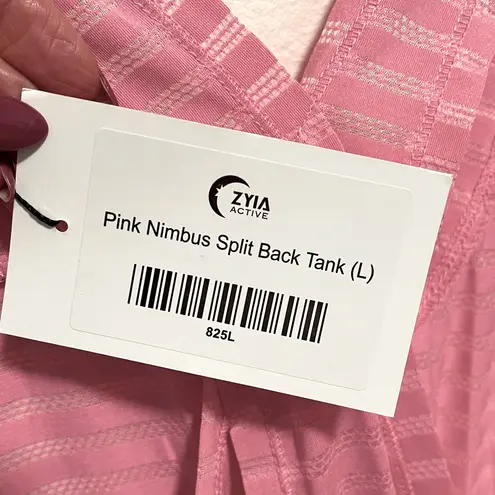 ZYIA
ACTIVE
Pink Nimbus Split Back Tank (L)
825L